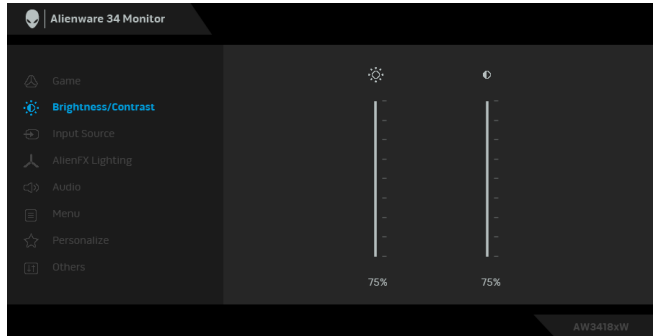 Alienware 34 Monitor
Game
Brightness/Contrast
Input Source
AlienFX Lighting
Audio
Menu
Personalize
Others
75% 75%
AW3418xW